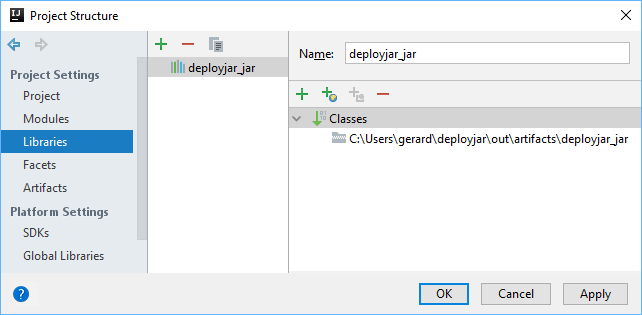 Project Structure
Project Settings
Project
Modules
Libraries
Facets
Artifacts
Platform Settings
SDKs
Global Libraries
deployjar_jar
Name: deployjar_jar
Classes
C:\Users\gerard\deployjar\out\artifacts\deployjar_jar
? OK Cancel Apply